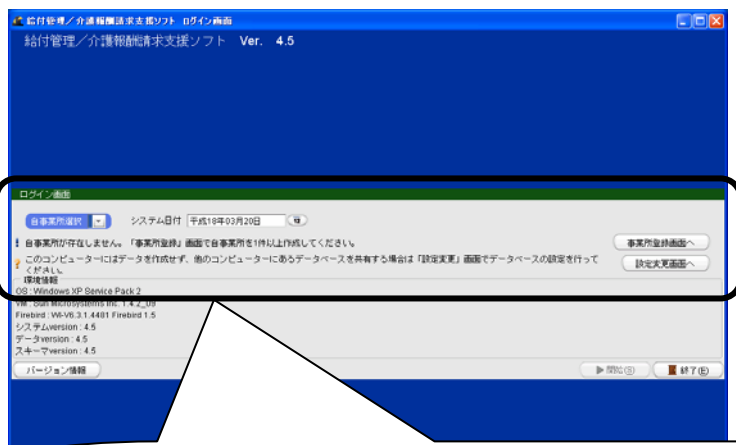 給付管理／介護報酬請求支援ソフト ログイン画面
給付管理／介護報酬請求支援ソフト Ver. 4.5
ログイン画面
自事業所選択 システム日付 平成18年03月20日
自事業所が存在しません。「事業所登録」画面で自事業所を1件以上作成してください。 事業所登録画面へ
このコンピューターにはデータを作成せず、他のコンピューターにあるデータベースを共有する場合は「設定変更」画面でデータベースの設定を行って
ください。 設定変更画面へ
環境情報
OS : Windows XP Service Pack 2
VM : Sun Microsystems Inc. 1.4.2_09
Firebird : WI-V6.3.1.4481 Firebird 1.5
システムversion : 4.5
データversion : 4.5
スキーマversion : 4.5
バージョン情報 開始(S) 終了(E)